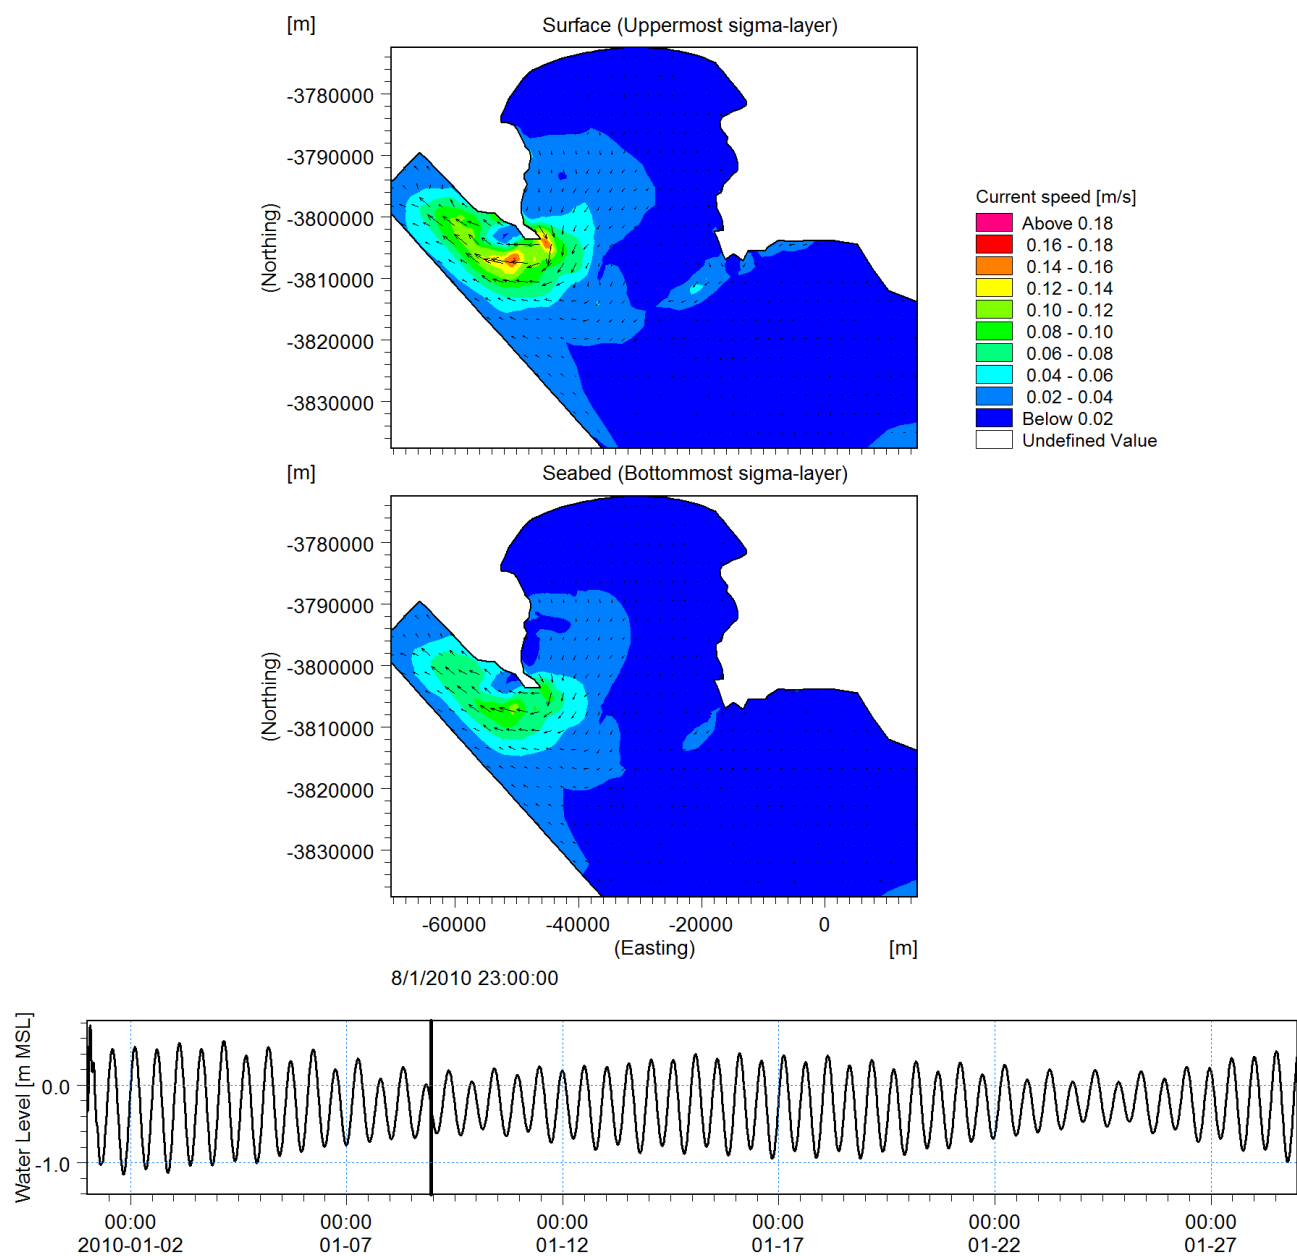 [m]
Surface (Uppermost sigma-layer)
-3780000
-3790000
-3800000
-3810000
-3820000
-3830000
(Northing)
Current speed [m/s]
Above 0.18
0.16 - 0.18
0.14 - 0.16
0.12 - 0.14
0.10 - 0.12
0.08 - 0.10
0.06 - 0.08
0.04 - 0.06
0.02 - 0.04
Below 0.02
Undefined Value
[m]
Seabed (Bottommost sigma-layer)
-3780000
-3790000
-3800000
-3810000
-3820000
-3830000
(Northing)
-60000 -40000 -20000 0
(Easting) [m]
8/1/2010 23:00:00
Water Level [m MSL]
0.0
-1.0
00:00 00:00 00:00 00:00 00:00 00:00
2010-01-02 01-07 01-12 01-17 01-22 01-27